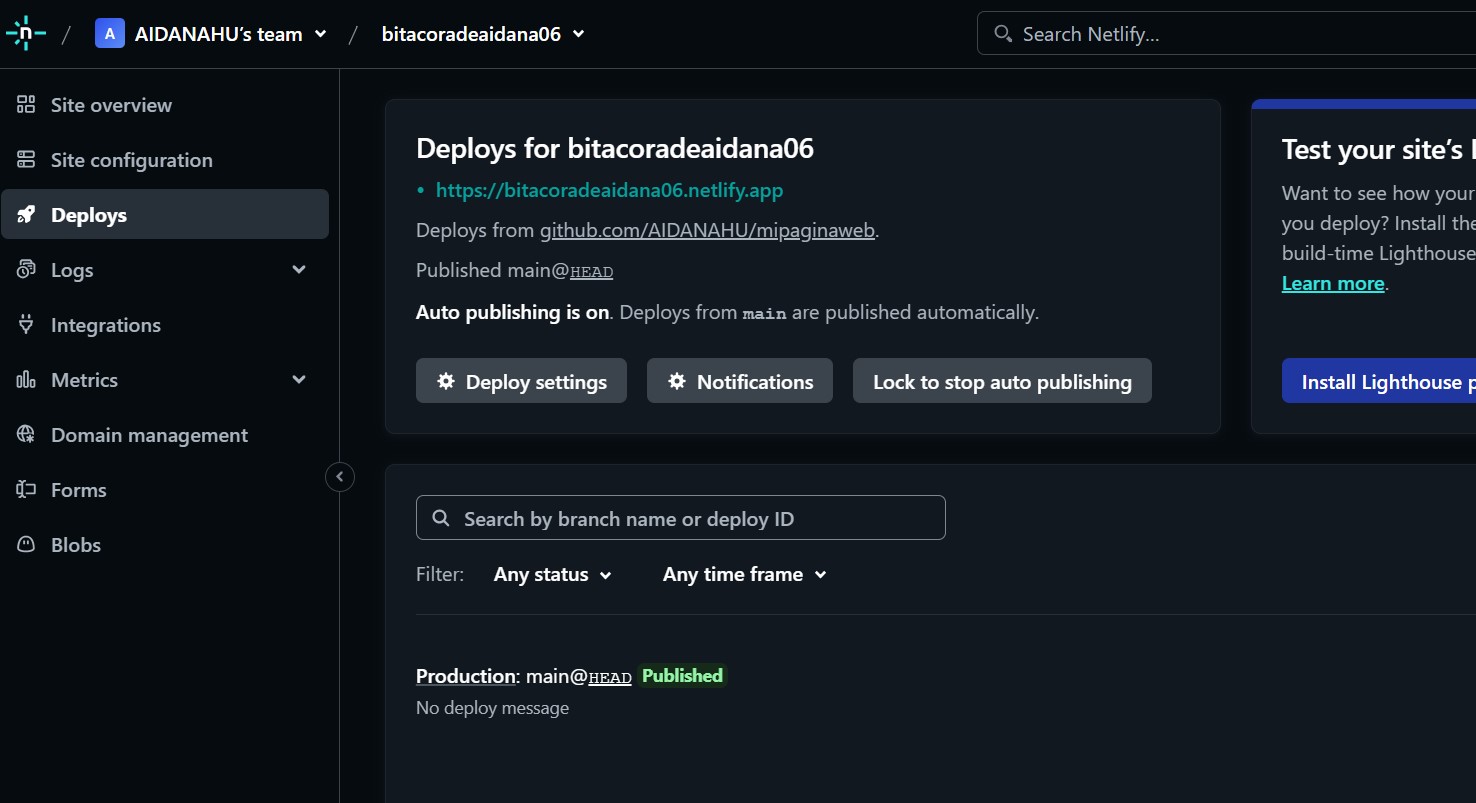 n / A AIDANAHU’s team / bitacoradeaidana06 Search Netlify...
Site overview
Site configuration
Deploys
Logs
Integrations
Metrics
Domain management
Forms
Blobs
Deploys for bitacoradeaidana06
• https://bitacoradeaidana06.netlify.app
Deploys from github.com/AIDANAHU/mipaginaweb.
Published main@HEAD
Auto publishing is on. Deploys from main are published automatically.
Deploy settings Notifications Lock to stop auto publishing
Test your site’s
Want to see how your
you deploy? Install the
build-time Lighthouse
Learn more.
Install Lighthouse p
Search by branch name or deploy ID
Filter: Any status Any time frame
Production: main@HEAD Published
No deploy message